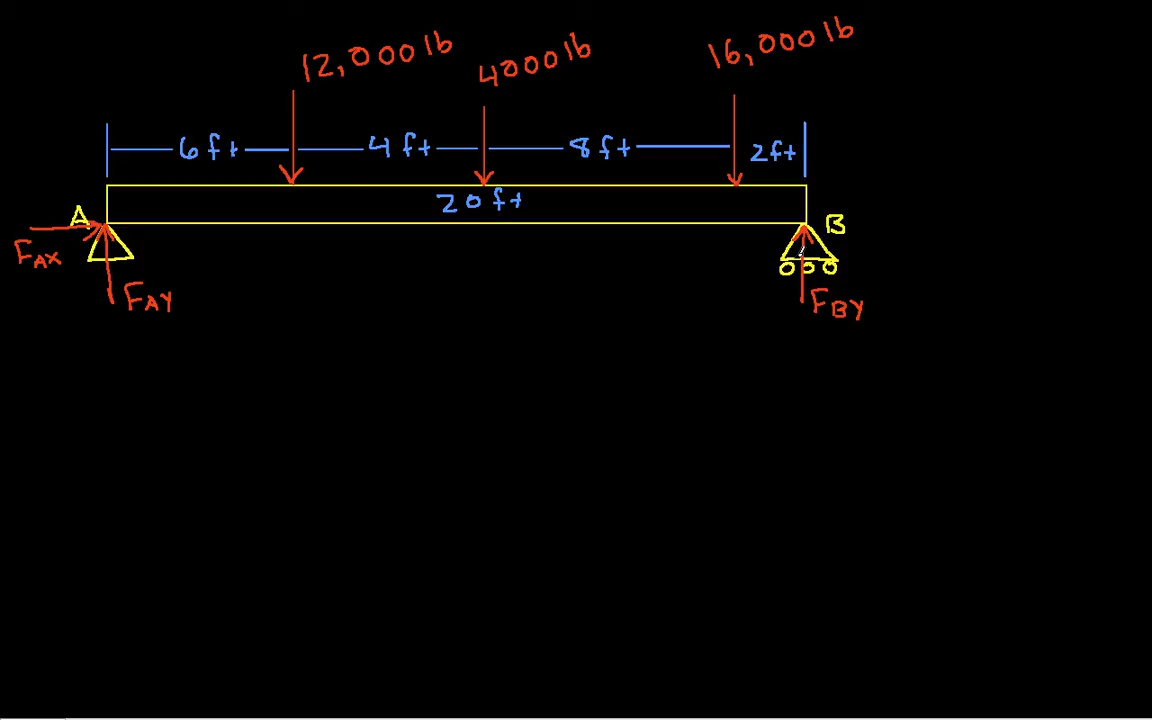 12,000 lb
4000 lb
16,000 lb
6 ft
4 ft
8 ft
2 ft
20 ft
A
B
FAX
FAY
FBY